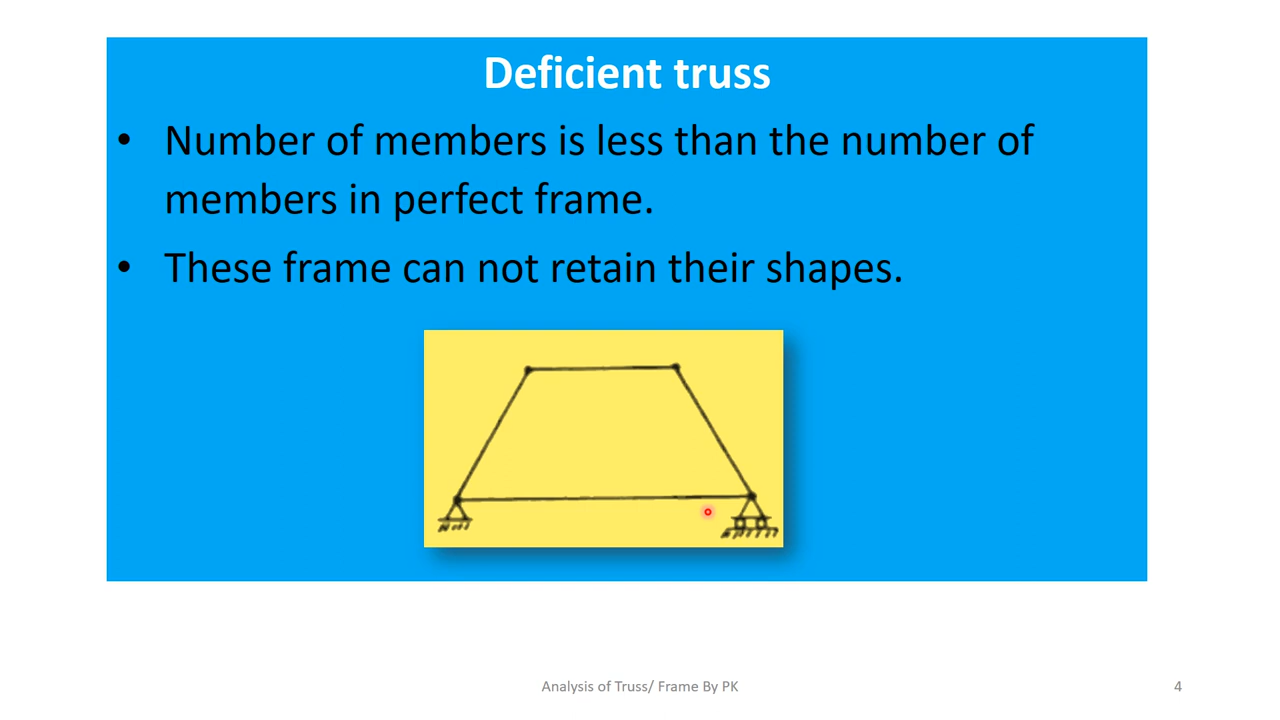 Deficient truss
• Number of members is less than the number of
members in perfect frame.
• These frame can not retain their shapes.
Analysis of Truss/ Frame By PK
4